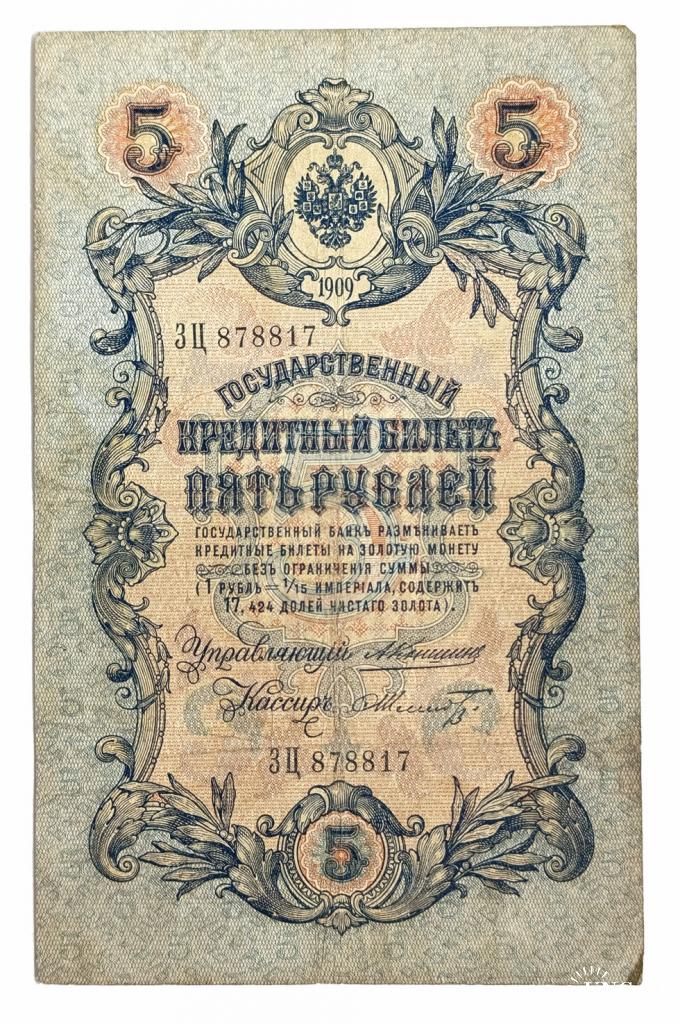 5 5
1909
ЗЦ 878817
ГОСУДАРСТВЕННЫЙ
КРЕДИТНЫЙ БИЛЕТЪ
ПЯТЬ РУБЛЕЙ
ГОСУДАРСТВЕННЫЙ БАНКЪ РАЗМѢНИВАЕТЪ
КРЕДИТНЫЕ БИЛЕТЫ НА ЗОЛОТУЮ МОНЕТУ
БЕЗЪ ОГРАНИЧЕНІЯ СУММЫ
(1 РУБЛЬ = 1/15 ИМПЕРІАЛА, СОДЕРЖИТЪ
17,424 ДОЛЕЙ ЧИСТАГО ЗОЛОТА).
Управляющій
Кассиръ
ЗЦ 878817
5